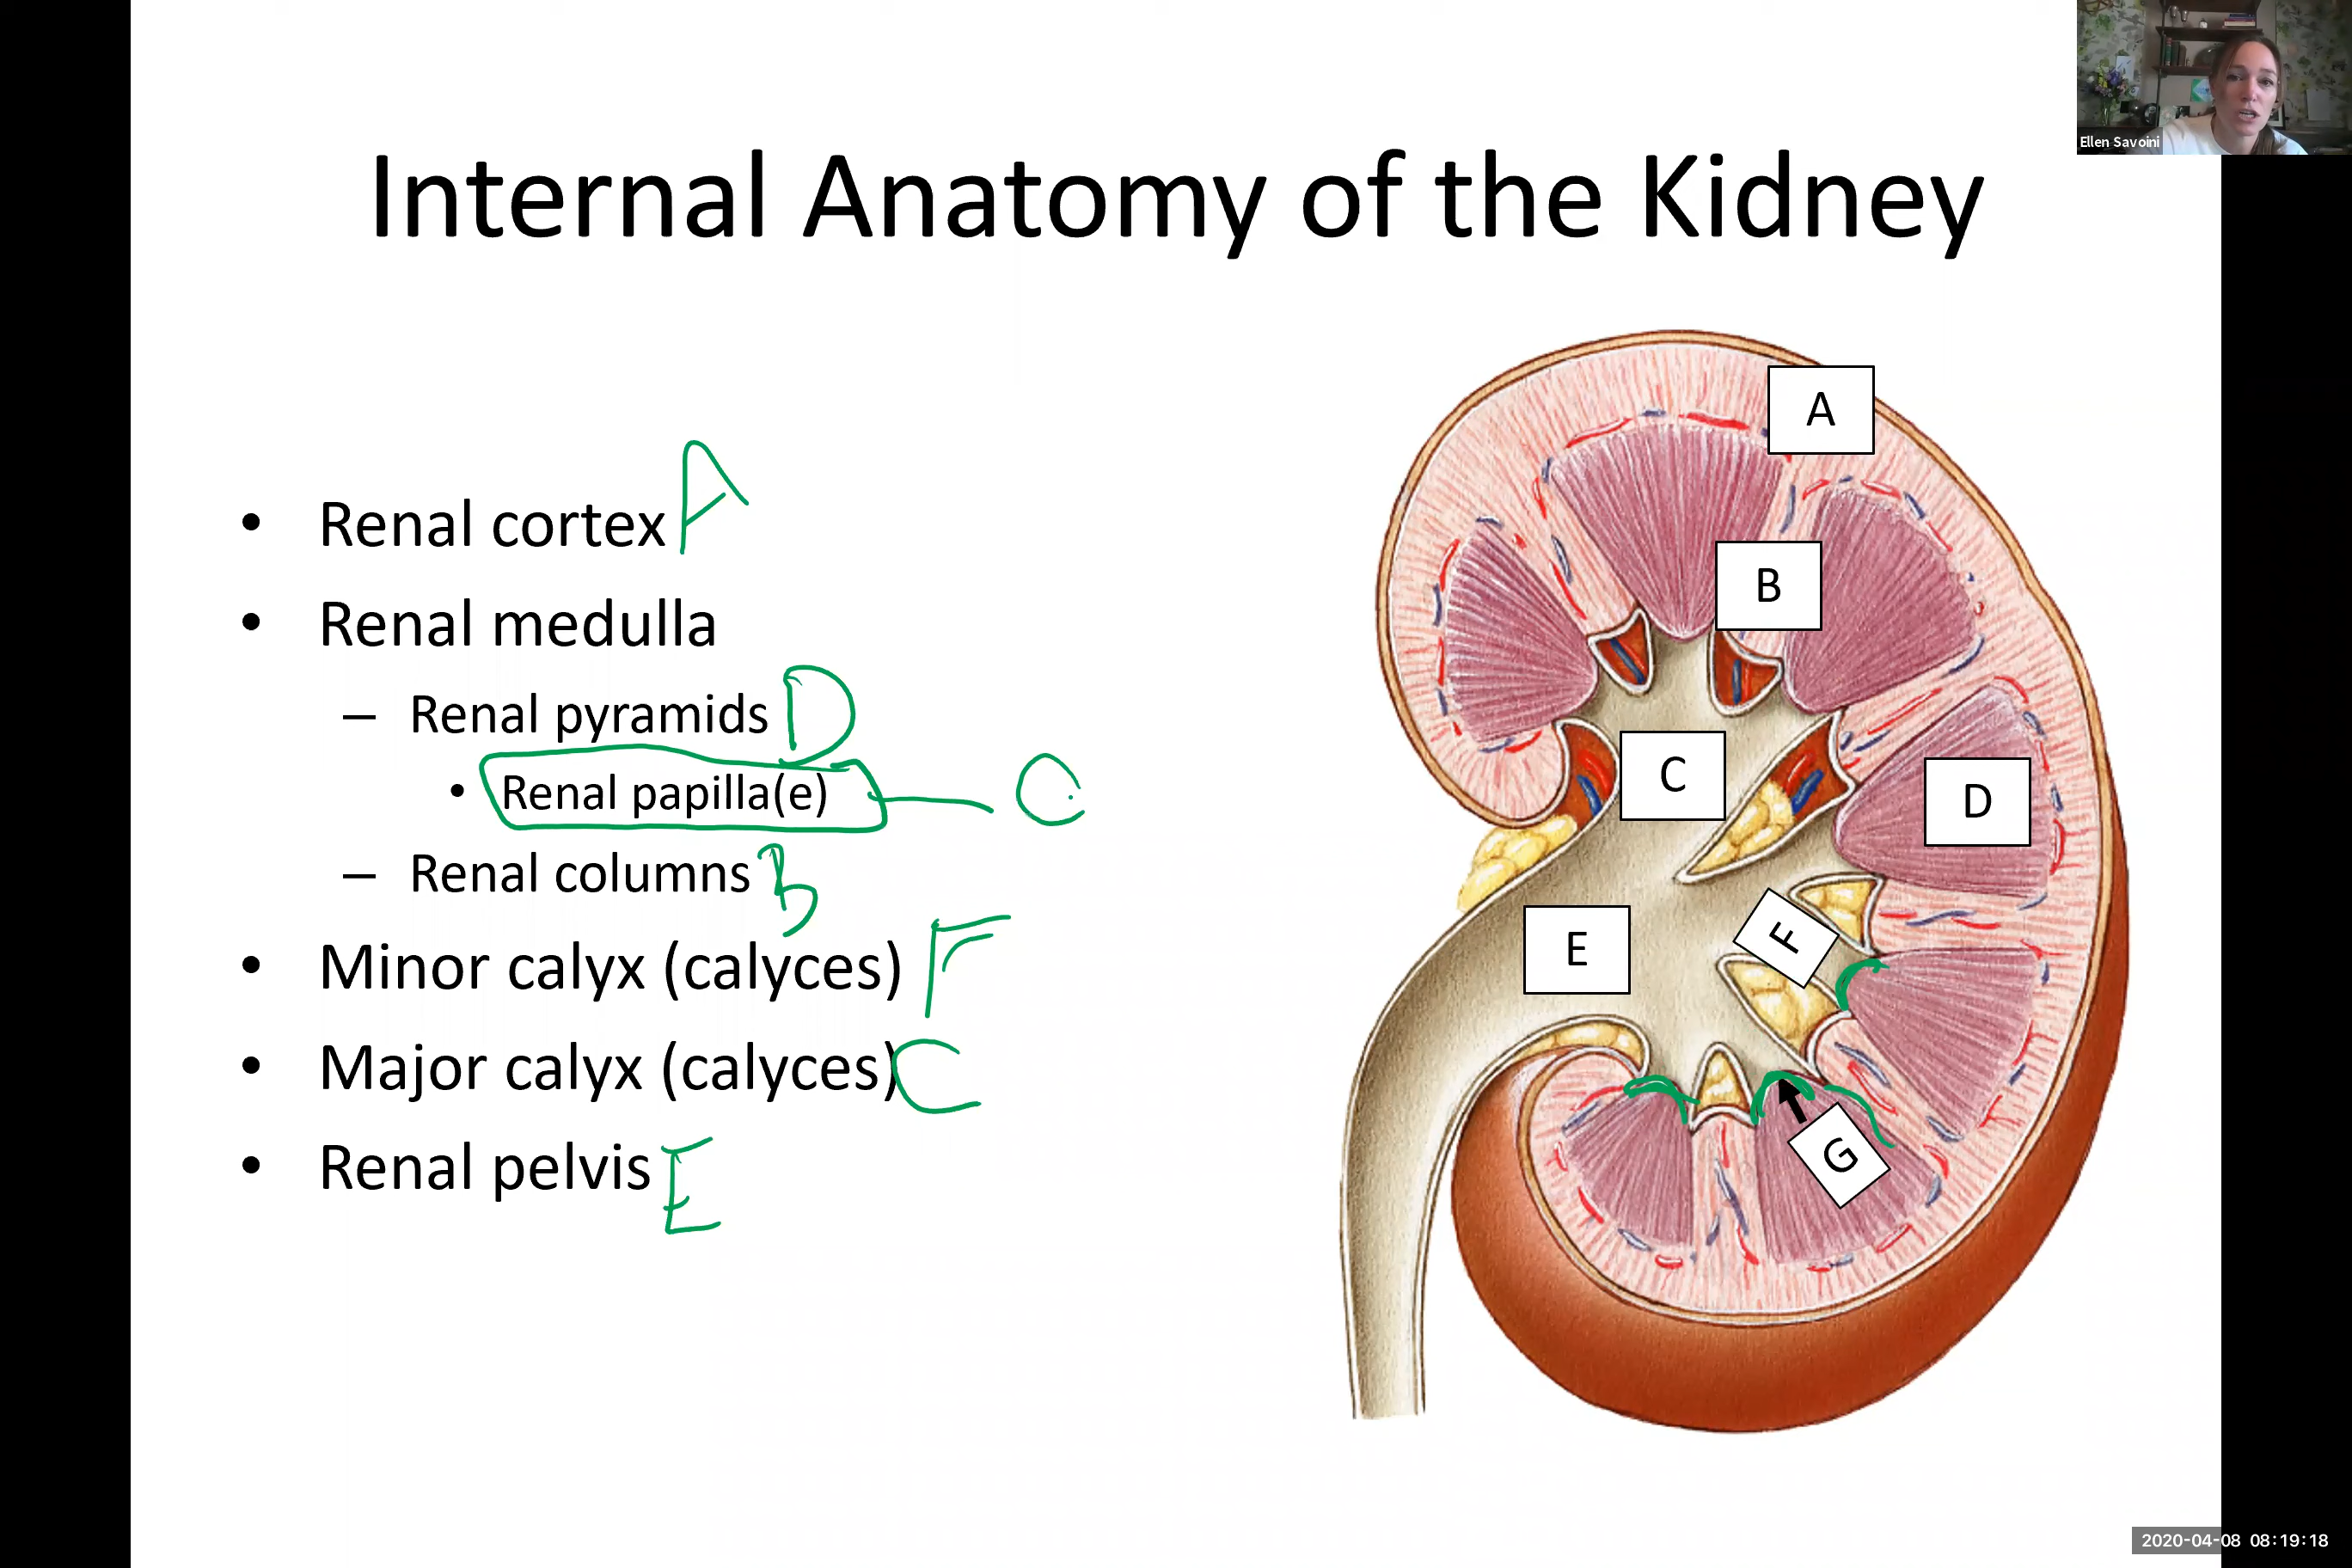 Ellen Savoini
Internal Anatomy of the Kidney
• Renal cortex A
• Renal medulla
– Renal pyramids D
• Renal papilla(e)
– Renal columns B
• Minor calyx (calyces) F
• Major calyx (calyces) C
• Renal pelvis E
A
B
C
D
E
F
G
2020-04-08 08:19:18